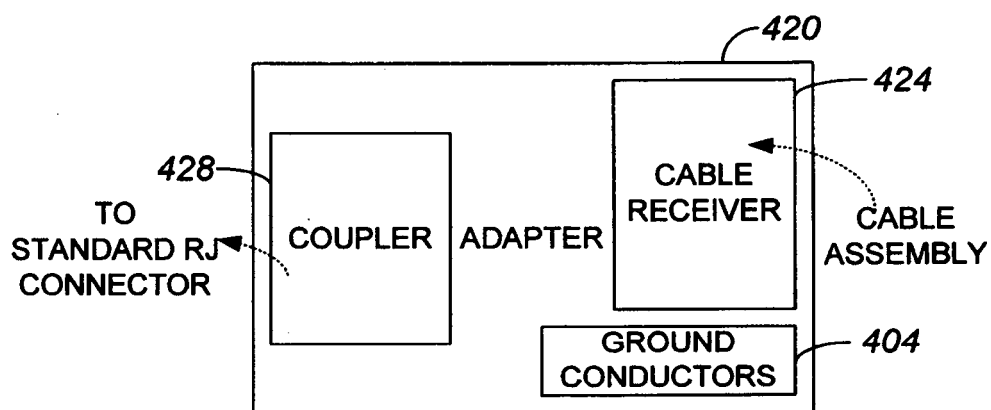 420
424
428
CABLE
RECEIVER
TO
STANDARD RJ
CONNECTOR
COUPLER
ADAPTER
CABLE
ASSEMBLY
GROUND
CONDUCTORS
404